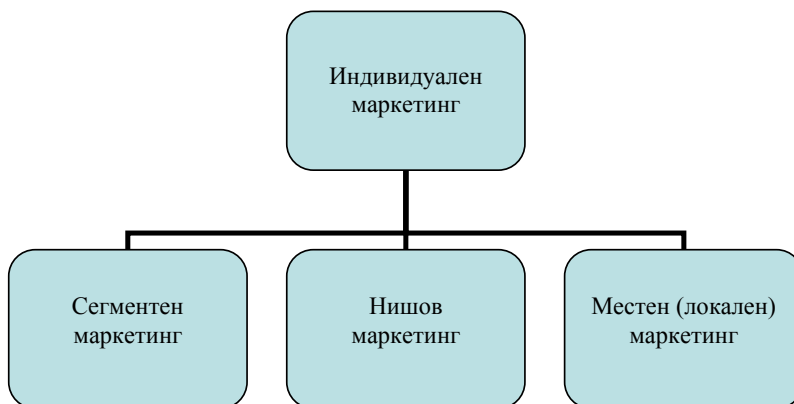 Индивидуален
маркетинг
Сегментен
маркетинг
Нишов
маркетинг
Местен (локален)
маркетинг